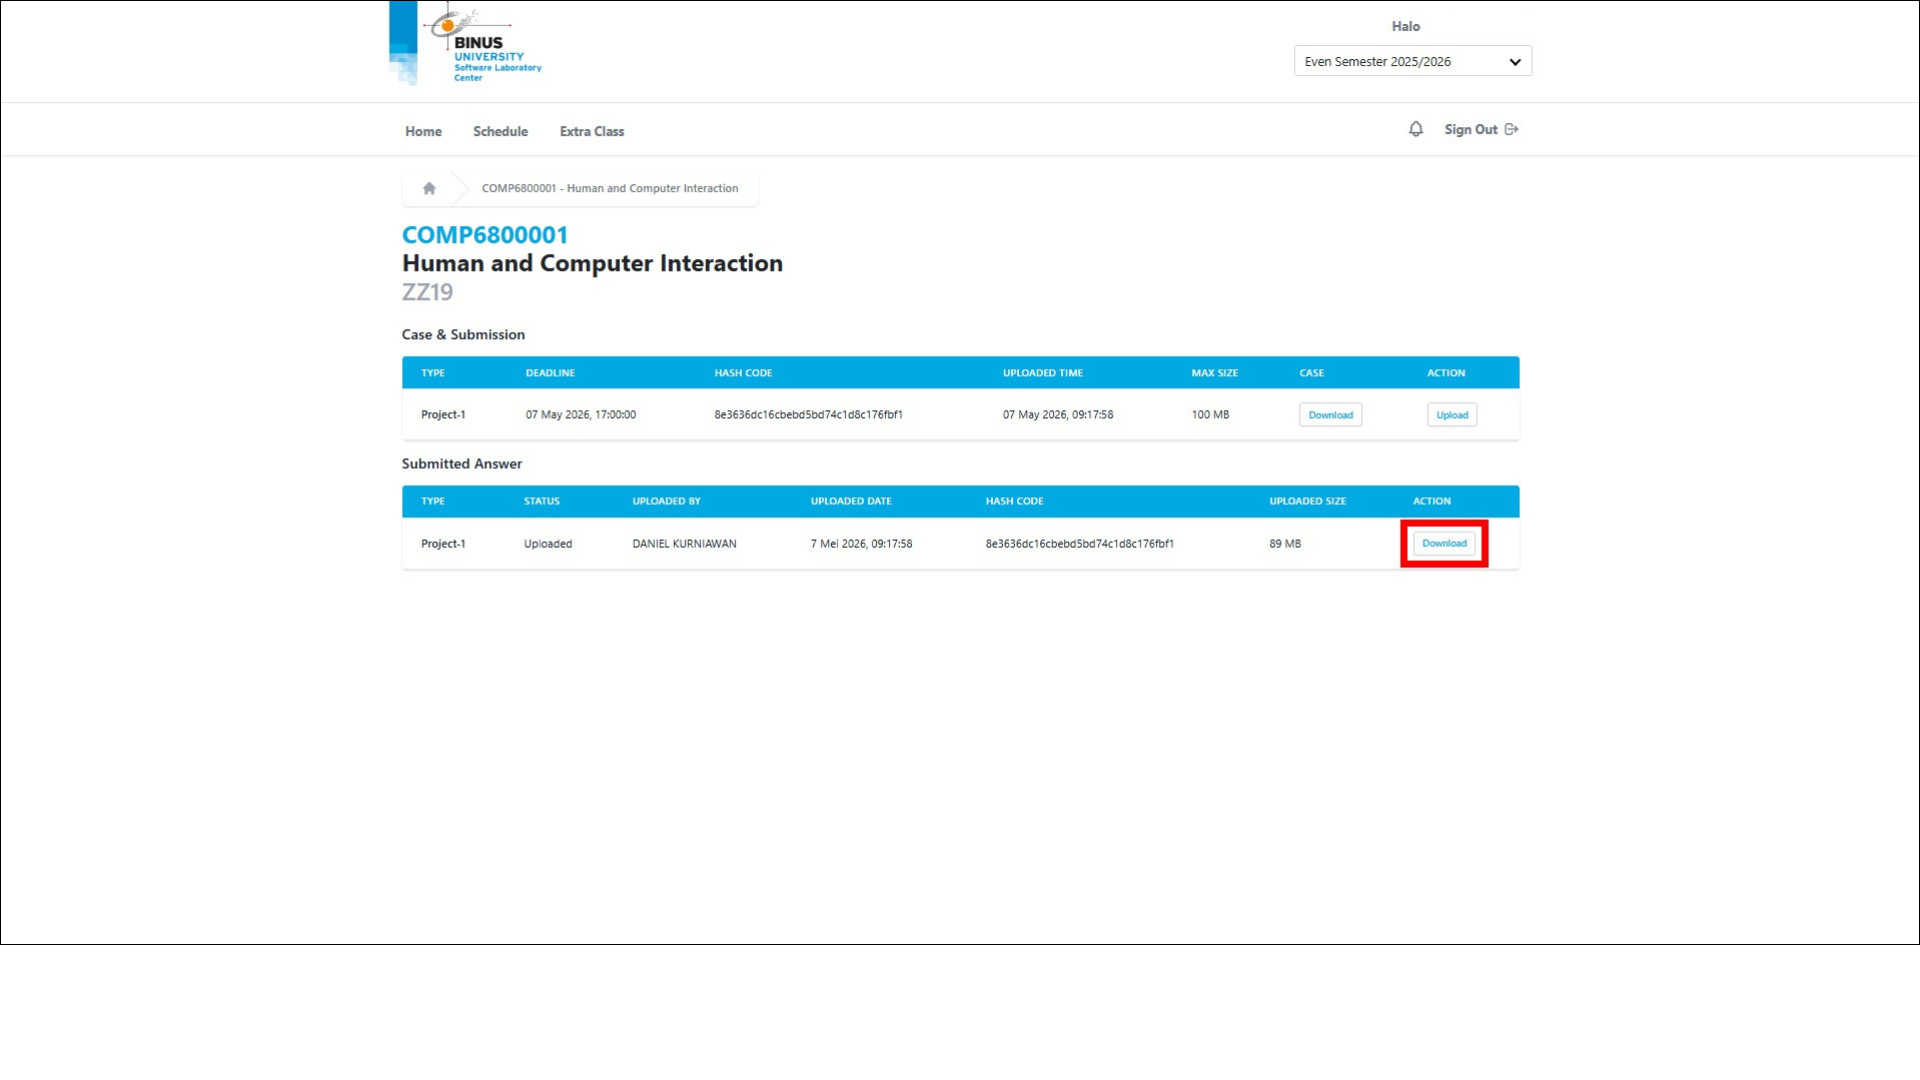 BINUS
UNIVERSITY
Software Laboratory
Center
Halo
Even Semester 2025/2026
Home Schedule Extra Class
Sign Out
COMP6800001 - Human and Computer Interaction
COMP6800001
Human and Computer Interaction
ZZ19
Case & Submission
TYPE DEADLINE HASH CODE UPLOADED TIME MAX SIZE CASE ACTION
Project-1 07 May 2026, 17:00:00 8e3636dc16cbebd5bd74c1d8c176fbf1 07 May 2026, 09:17:58 100 MB Download Upload
Submitted Answer
TYPE STATUS UPLOADED BY UPLOADED DATE HASH CODE UPLOADED SIZE ACTION
Project-1 Uploaded DANIEL KURNIAWAN 7 Mei 2026, 09:17:58 8e3636dc16cbebd5bd74c1d8c176fbf1 89 MB Download